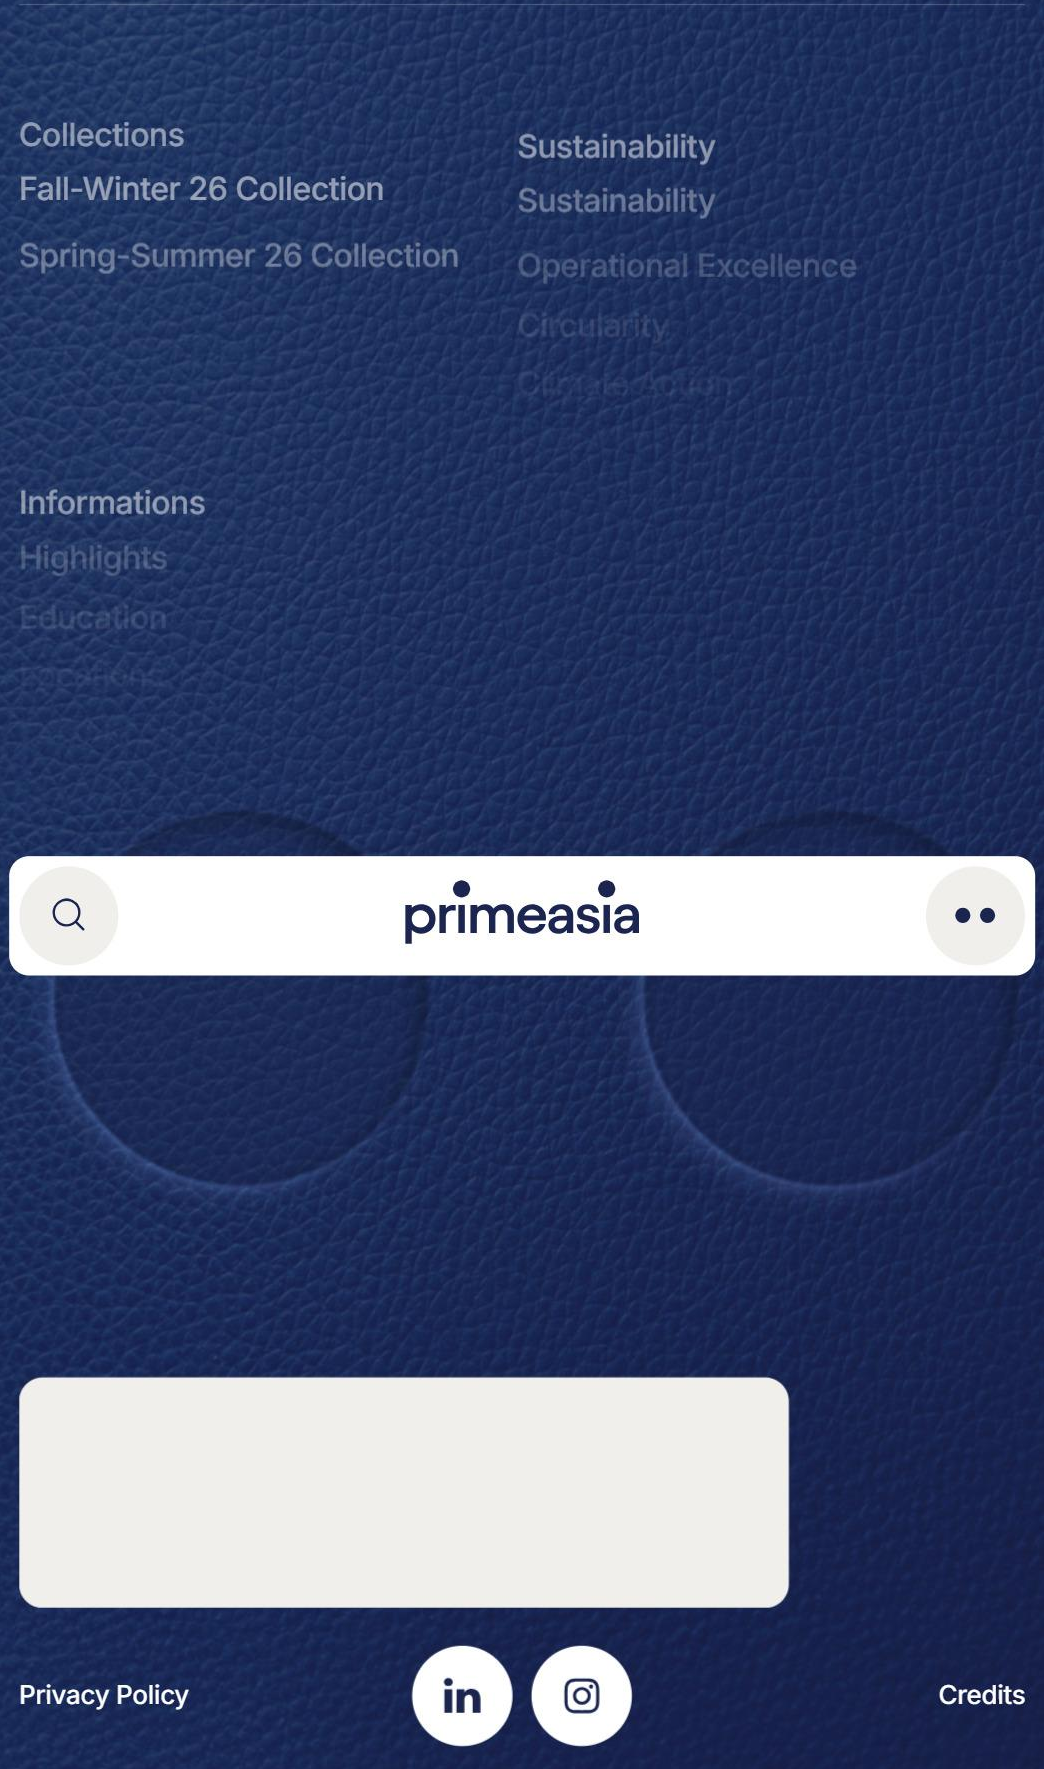 Collections
Fall-Winter 26 Collection
Spring-Summer 26 Collection
Sustainability
Sustainability
Operational Excellence
Circularity
Climate Action
Informations
Highlights
Education
Locations
primeasia
in
Privacy Policy
Credits